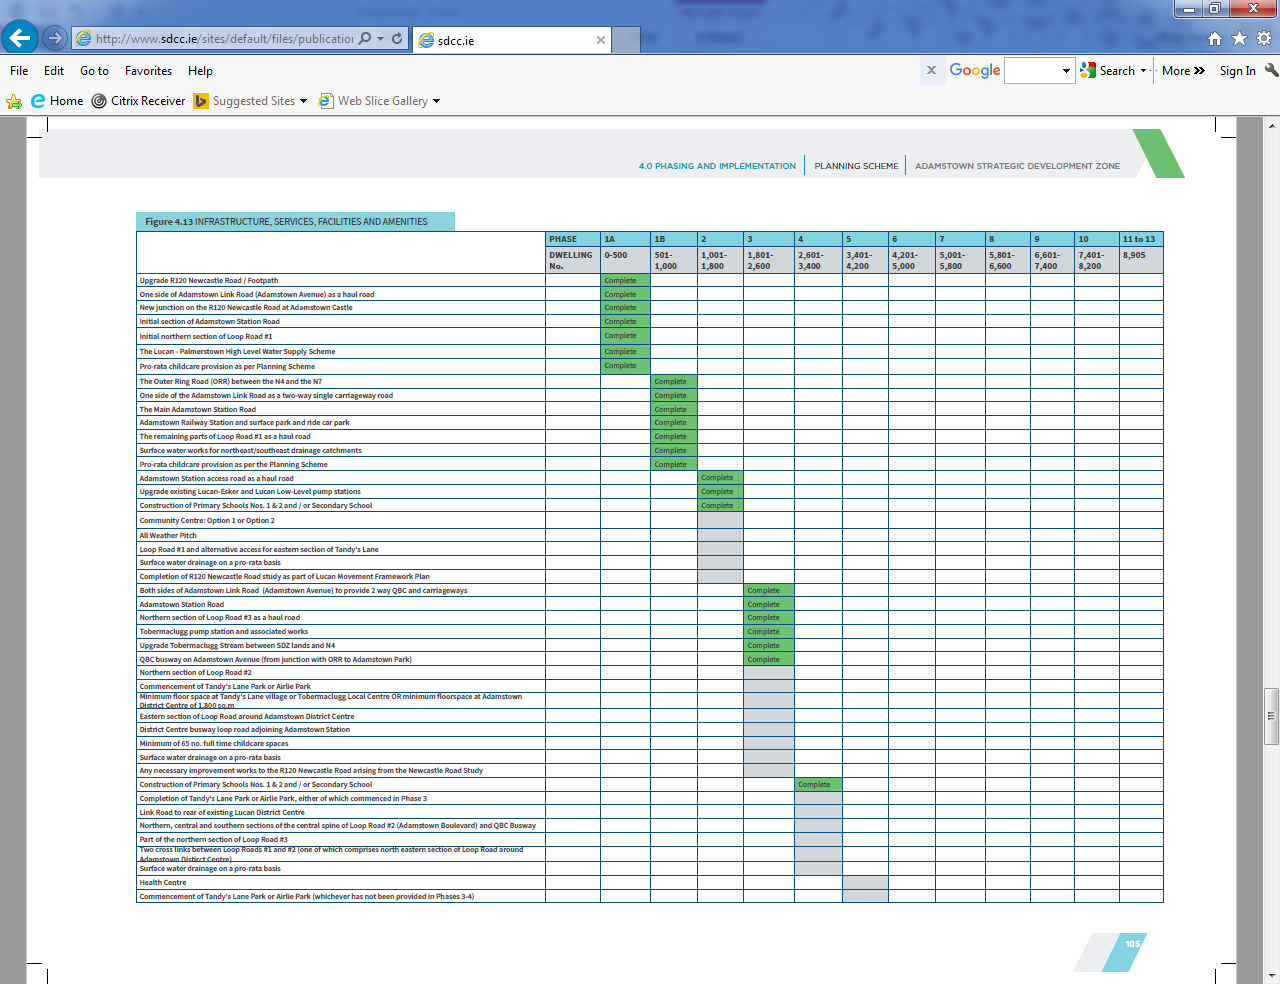 http://www.sdcc.ie/sites/default/files/publication
sdcc.ie
File Edit Go to Favorites Help
x Google Search More Sign In
Home Citrix Receiver Suggested Sites Web Slice Gallery
4.0 PHASING AND IMPLEMENTATION PLANNING SCHEME ADAMSTOWN STRATEGIC DEVELOPMENT ZONE
Figure 4.13 INFRASTRUCTURE, SERVICES, FACILITIES AND AMENITIES
PHASE 1A 1B 2 3 4 5 6 7 8 9 10 11 to 13
DWELLING No. 0-500 501-1,000 1,001-1,800 1,801-2,600 2,601-3,400 3,401-4,200 4,201-5,000 5,001-5,800 5,801-6,600 6,601-7,400 7,401-8,200 8,905
Upgrade R120 Newcastle Road / Footpath Complete
One side of Adamstown Link Road (Adamstown Avenue) as a haul road Complete
New junction on the R120 Newcastle Road at Adamstown Castle Complete
Initial section of Adamstown Station Road Complete
Initial northern section of Loop Road #1 Complete
The Lucan - Palmerstown High Level Water Supply Scheme Complete
Pro-rata childcare provision as per Planning Scheme Complete
The Outer Ring Road (ORR) between the N4 and the N7 Complete
One side of the Adamstown Link Road as a two-way single carriageway road Complete
The Main Adamstown Station Road Complete
Adamstown Railway Station and surface park and ride car park Complete
The remaining parts of Loop Road #1 as a haul road Complete
Surface water works for northeast/southeast drainage catchments Complete
Pro-rata childcare provision as per the Planning Scheme Complete
Adamstown Station access road as a haul road Complete
Upgrade existing Lucan-Esker and Lucan Low-Level pump stations Complete
Construction of Primary Schools Nos. 1 & 2 and / or Secondary School Complete
Community Centre: Option 1 or Option 2
All Weather Pitch
Loop Road #1 and alternative access for eastern section of Tandy's Lane
Surface water drainage on a pro-rata basis
Completion of R120 Newcastle Road study as part of Lucan Movement Framework Plan
Both sides of Adamstown Link Road (Adamstown Avenue) to provide 2 way QBC and carriageways Complete
Adamstown Station Road Complete
Northern section of Loop Road #3 as a haul road Complete
Tobermaclugg pump station and associated works Complete
Upgrade Tobermaclugg Stream between SDZ lands and N4 Complete
QBC busway on Adamstown Avenue (from junction with ORR to Adamstown Park) Complete
Northern section of Loop Road #2
Commencement of Tandy's Lane Park or Airlie Park
Minimum floor space at Tandy's Lane village or Tobermaclugg Local Centre OR minimum floorspace at Adamstown
District Centre of 1,800 sq.m
Eastern section of Loop Road around Adamstown District Centre
District Centre busway loop road adjoining Adamstown Station
Minimum of 65 no. full time childcare spaces
Surface water drainage on a pro-rata basis
Any necessary improvement works to the R120 Newcastle Road arising from the Newcastle Road Study
Construction of Primary Schools Nos. 1 & 2 and / or Secondary School Complete
Completion of Tandy's Lane Park or Airlie Park, either of which commenced in Phase 3
Link Road to rear of existing Lucan District Centre
Northern, central and southern sections of the central spine of Loop Road #2 (Adamstown Boulevard) and QBC Busway
Part of the northern section of Loop Road #3
Two cross links between Loop Roads #1 and #2 (one of which comprises north eastern section of Loop Road around
Adamstown Distirct Centre)
Surface water drainage on a pro-rata basis
Health Centre
Commencement of Tandy's Lane Park or Airlie Park (whichever has not been provided in Phases 3-4)
105